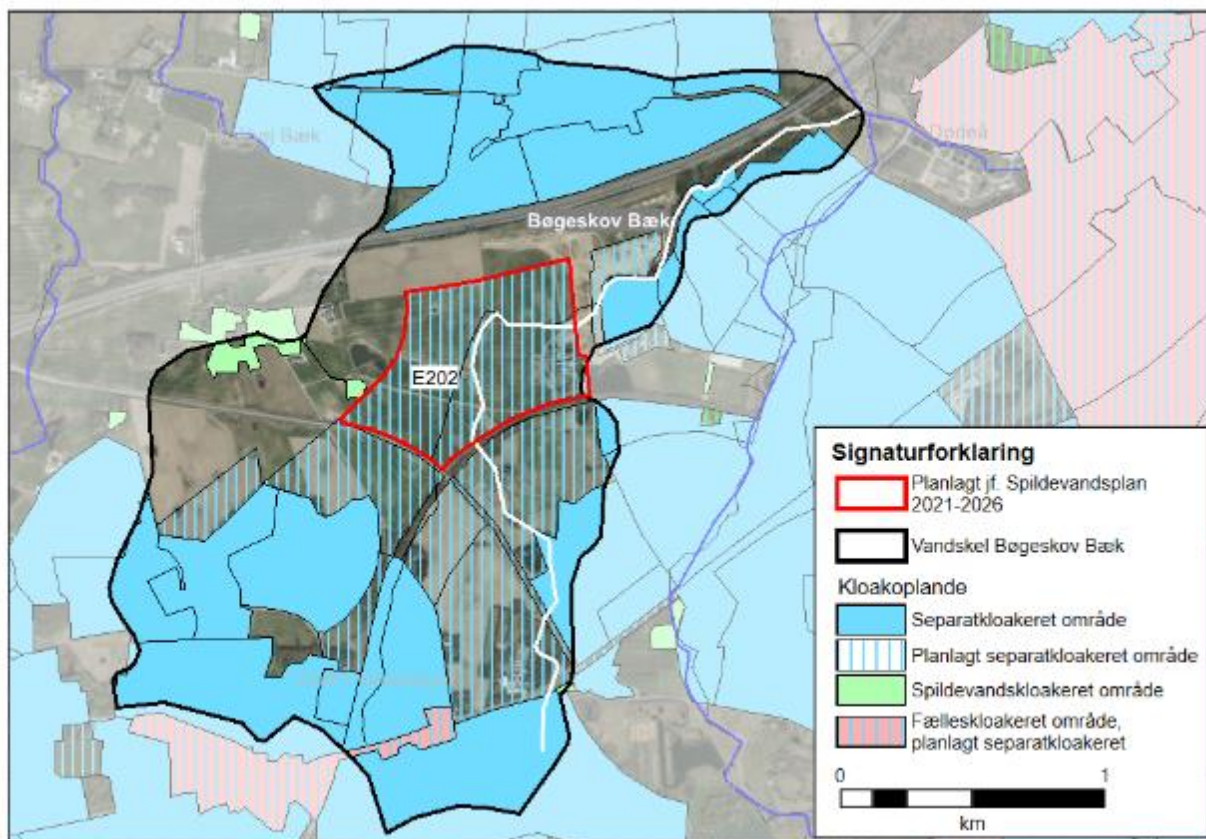 Dodeå
Bøgeskov Bæk
E202
Signaturforklaring
Planlagt jf. Spildevandsplan
2021-2026
Vandskel Bøgeskov Bæk
Kloakoplande
Separatkloakeret område
Planlagt separatkloakeret område
Spildevandskloakeret område
Fælleskloakeret område,
planlagt separatkloakeret
0
1
km